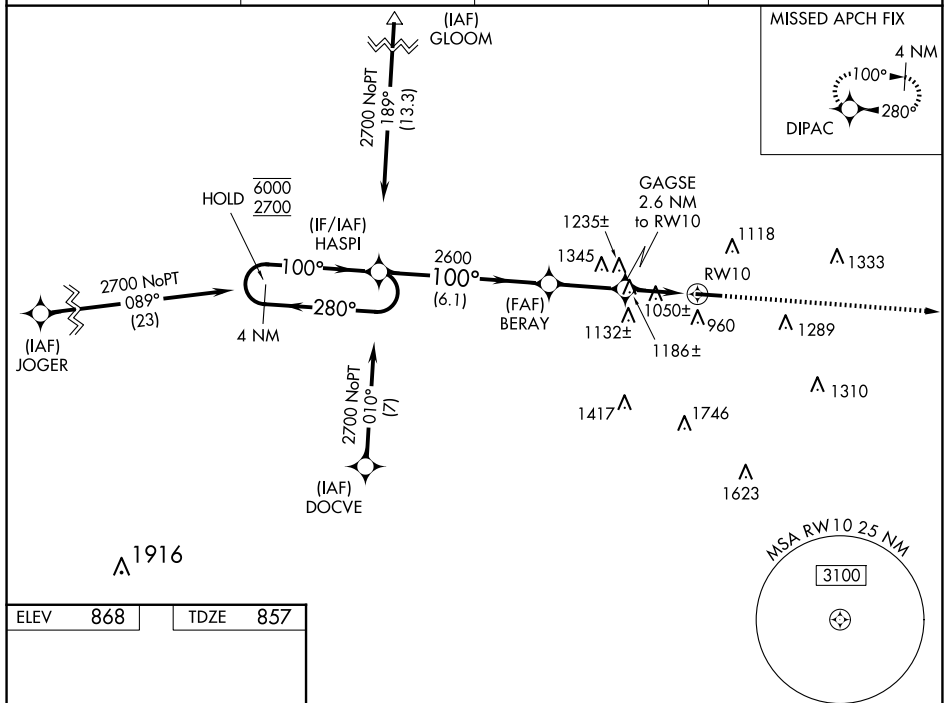 (IAF)
GLOOM
2700 NoPT
189°
(13.3)
MISSED APCH FIX
4 NM
100°
280°
DIPAC
HOLD
6000
2700
(IF/IAF)
HASPI
100°
280°
4 NM
2600
100°
(6.1)
(FAF)
BERAY
GAGSE
2.6 NM
to RW10
1235±
1345
1118
1333
RW10
1050±
960
1289
1132±
1186±
1310
1417
1746
1623
2700 NoPT
089°
(23)
(IAF)
JOGER
2700 NoPT
010°
(7)
(IAF)
DOCVE
1916
MSA RW10 25 NM
3100
ELEV 868
TDZE 857